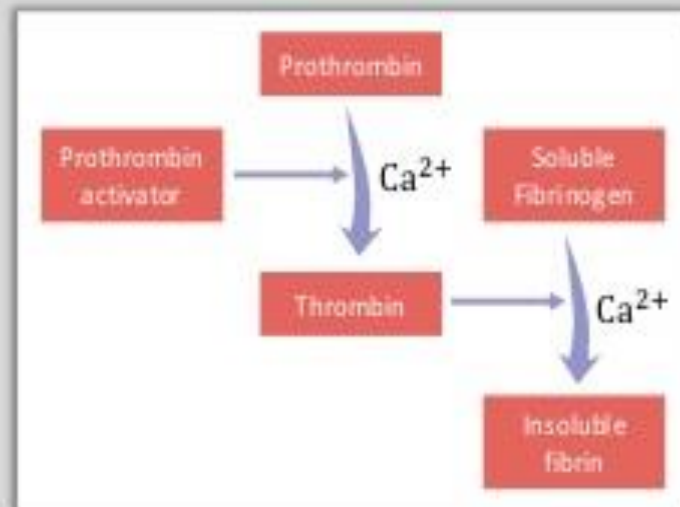 Prothrombin
Prothrombin
activator
Ca²⁺
Soluble
Fibrinogen
Thrombin
Ca²⁺
Insoluble
fibrin